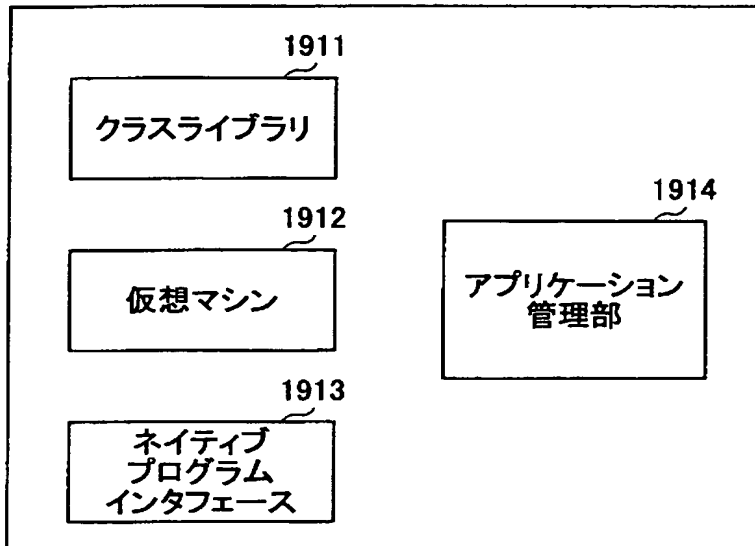 1911
クラスライブラリ
1912
仮想マシン
1913
ネイティブ
プログラム
インタフェース
1914
アプリケーション
管理部